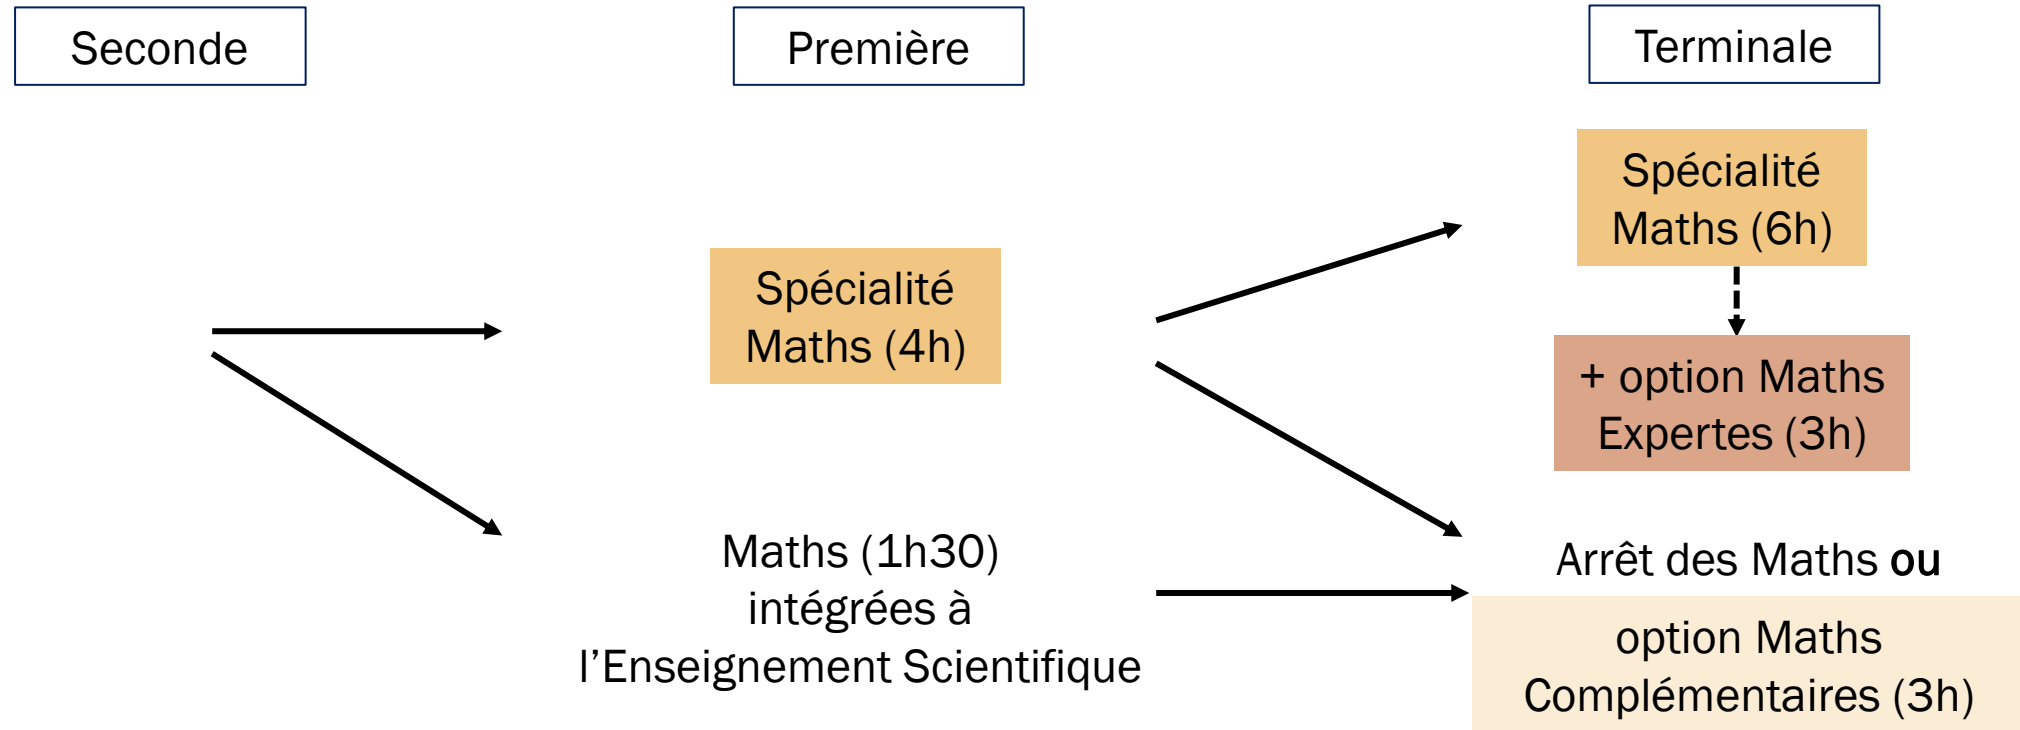 Seconde
Première
Terminale
Spécialité
Maths (4h)
Maths (1h30)
intégrées à
l’Enseignement Scientifique
Spécialité
Maths (6h)
+ option Maths
Expertes (3h)
Arrêt des Maths ou
option Maths
Complémentaires (3h)